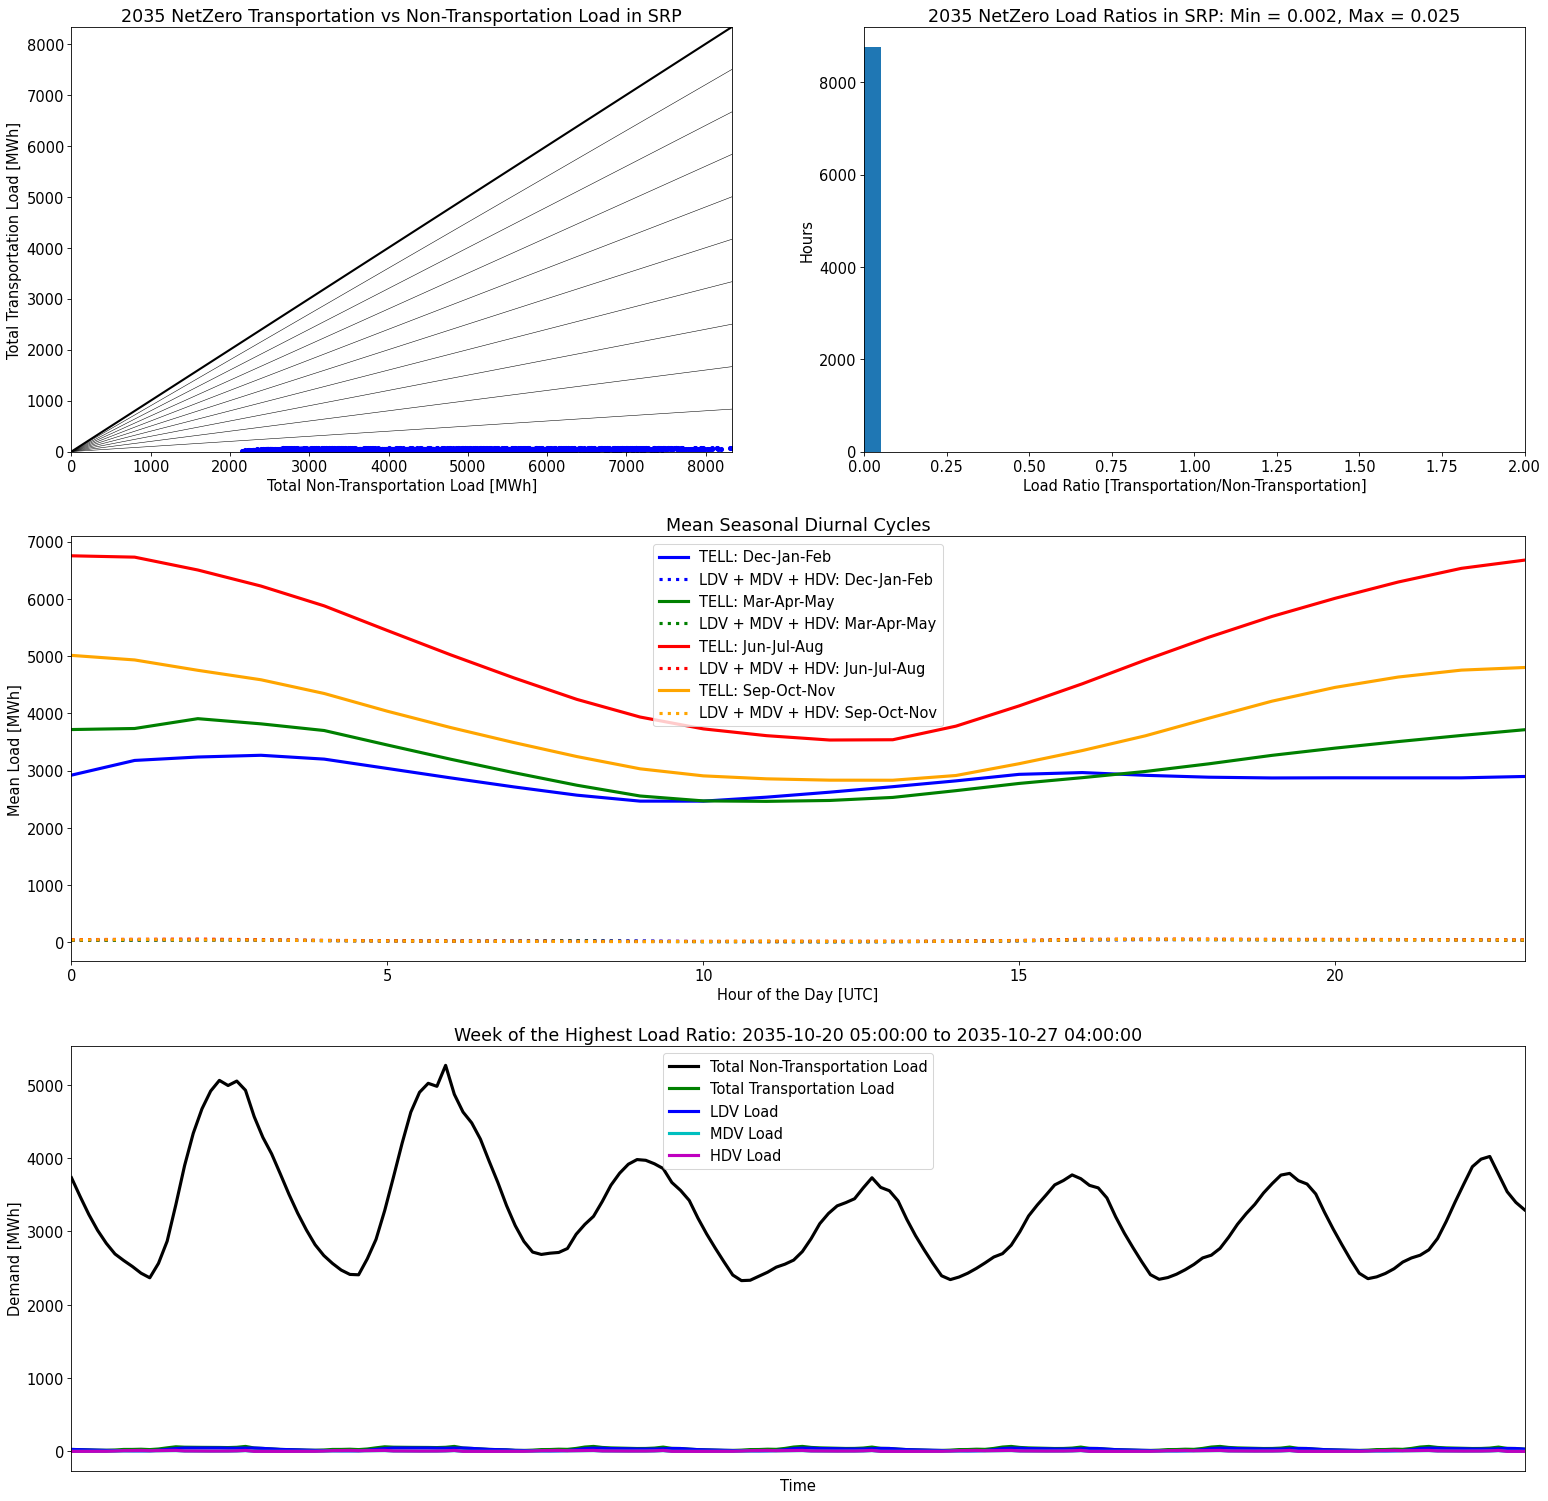 2035 NetZero Transportation vs Non-Transportation Load in SRP
Total Transportation Load [MWh]
8000
7000
6000
5000
4000
3000
2000
1000
0
0 1000 2000 3000 4000 5000 6000 7000 8000
Total Non-Transportation Load [MWh]
2035 NetZero Load Ratios in SRP: Min = 0.002, Max = 0.025
Hours
8000
6000
4000
2000
0
0.00 0.25 0.50 0.75 1.00 1.25 1.50 1.75 2.00
Load Ratio [Transportation/Non-Transportation]
Mean Seasonal Diurnal Cycles
Mean Load [MWh]
7000
6000
5000
4000
3000
2000
1000
0
TELL: Dec-Jan-Feb
LDV + MDV + HDV: Dec-Jan-Feb
TELL: Mar-Apr-May
LDV + MDV + HDV: Mar-Apr-May
TELL: Jun-Jul-Aug
LDV + MDV + HDV: Jun-Jul-Aug
TELL: Sep-Oct-Nov
LDV + MDV + HDV: Sep-Oct-Nov
0 5 10 15 20
Hour of the Day [UTC]
Week of the Highest Load Ratio: 2035-10-20 05:00:00 to 2035-10-27 04:00:00
Demand [MWh]
5000
4000
3000
2000
1000
0
Total Non-Transportation Load
Total Transportation Load
LDV Load
MDV Load
HDV Load
Time